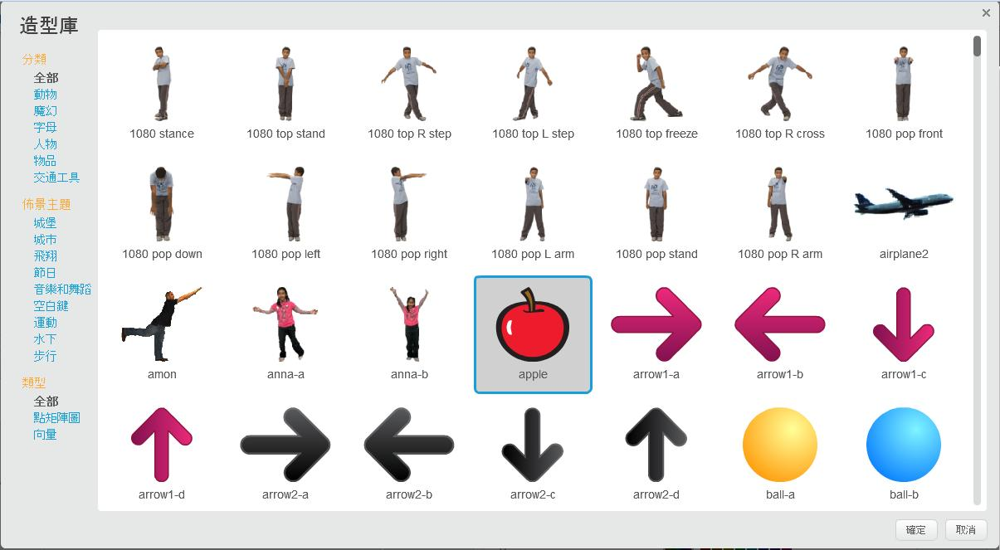 造型庫
分類
全部
動物
魔幻
字母
人物
物品
交通工具
佈景主題
城堡
城市
飛翔
節日
音樂和舞蹈
空白鍵
運動
水下
步行
類型
全部
點矩陣圖
向量
1080 stance
1080 top stand
1080 top R step
1080 top L step
1080 top freeze
1080 top R cross
1080 pop front
1080 pop down
1080 pop left
1080 pop right
1080 pop L arm
1080 pop stand
1080 pop R arm
airplane2
amon
anna-a
anna-b
apple
arrow1-a
arrow1-b
arrow1-c
arrow1-d
arrow2-a
arrow2-b
arrow2-c
arrow2-d
ball-a
ball-b
確定
取消